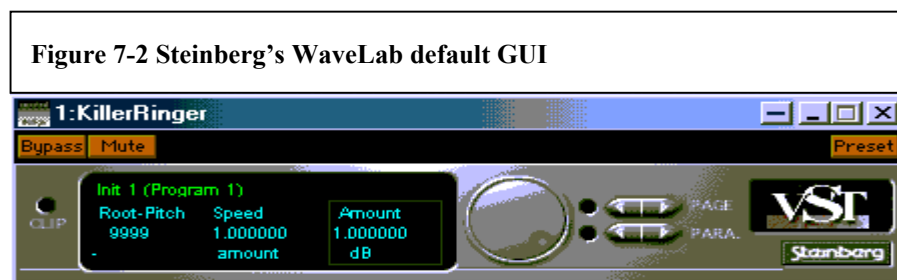 Figure 7-2 Steinberg’s WaveLab default GUI
1:KillerRinger
Bypass Mute Preset
Init 1 (Program 1)
Root-Pitch Speed Amount
9999 1.000000 1.000000
- amount dB
CLIP
PAGE
PARA.
VST
Steinberg